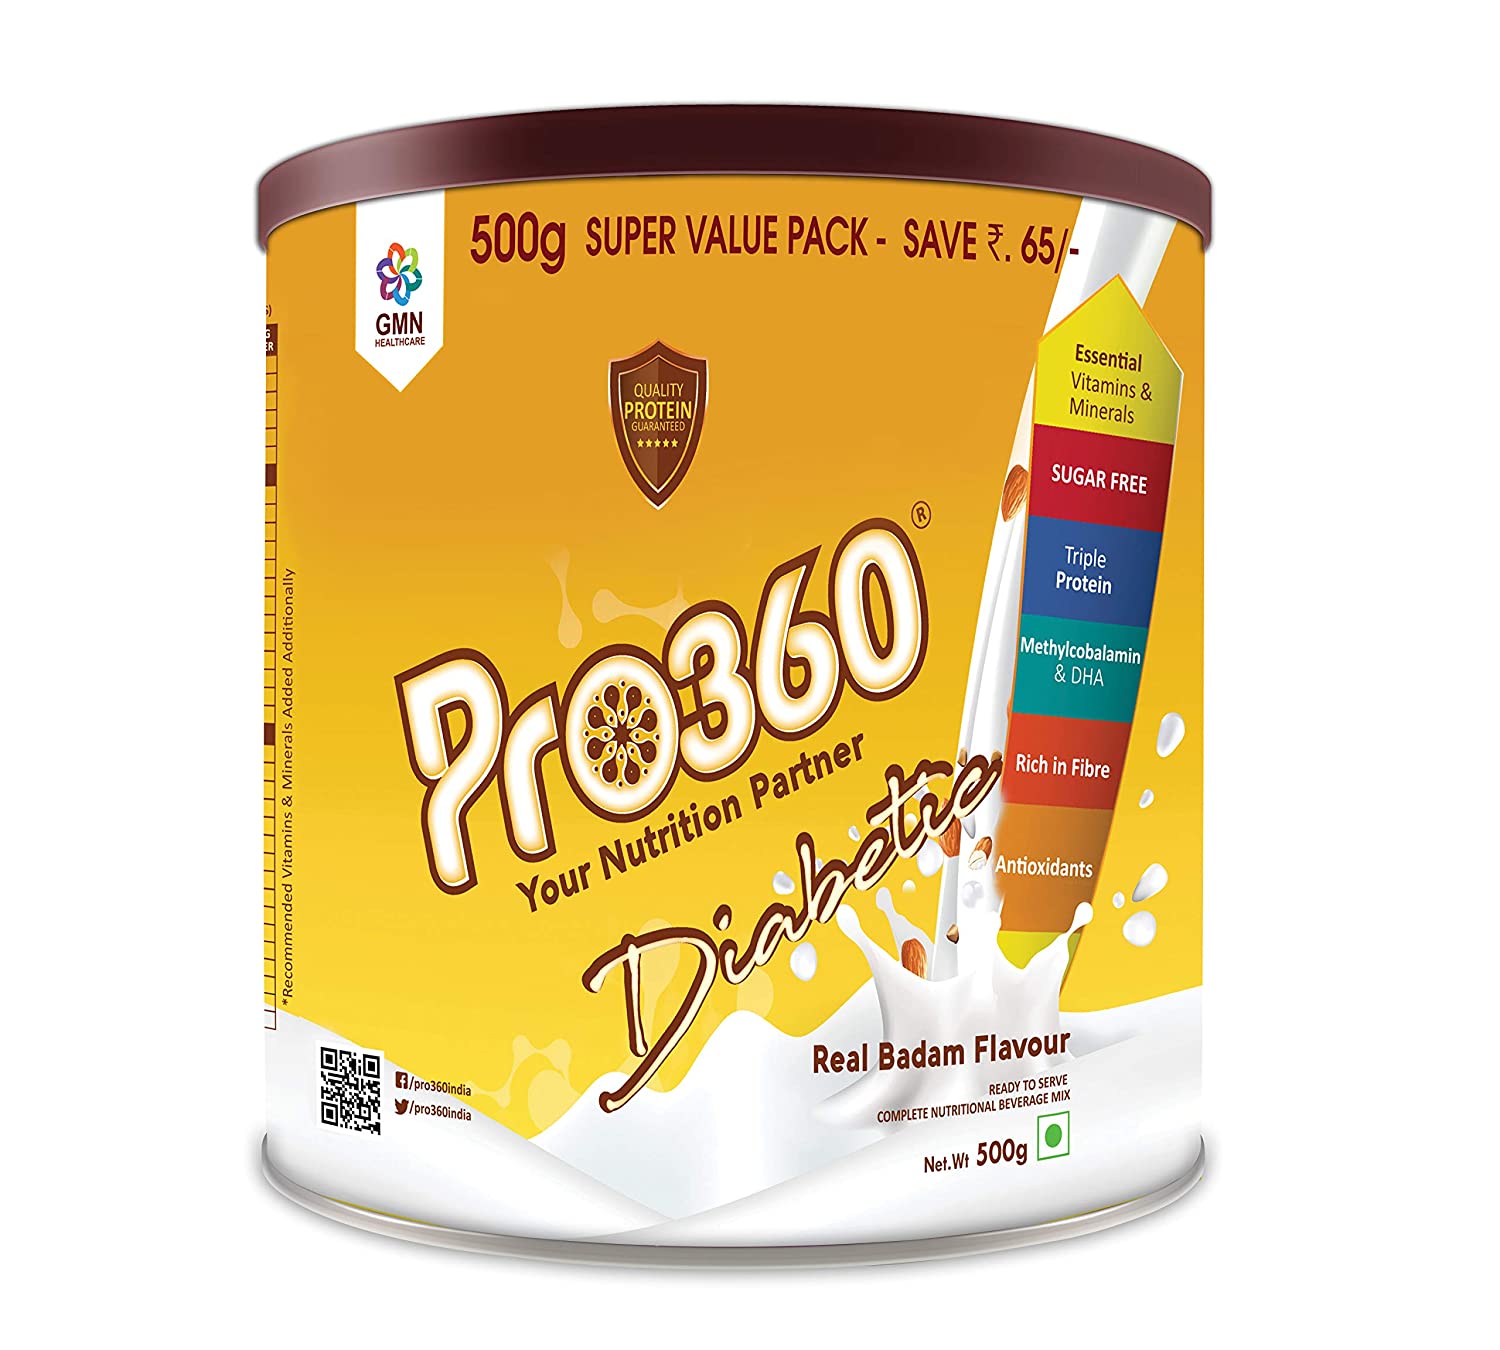 500g SUPER VALUE PACK - SAVE ₹. 65/-
GMN
HEALTHCARE
QUALITY
PROTEIN
GUARANTEED
Essential
Vitamins &
Minerals
SUGAR FREE
Triple
Protein
Methylcobalamin
& DHA
Rich in Fibre
Antioxidants
Pro360®
Your Nutrition Partner
Diabetic
Real Badam Flavour
READY TO SERVE
COMPLETE NUTRITIONAL BEVERAGE MIX
Net.Wt 500g
/pro360india
/pro360india
*Recommended Vitamins & Minerals Added Additionally